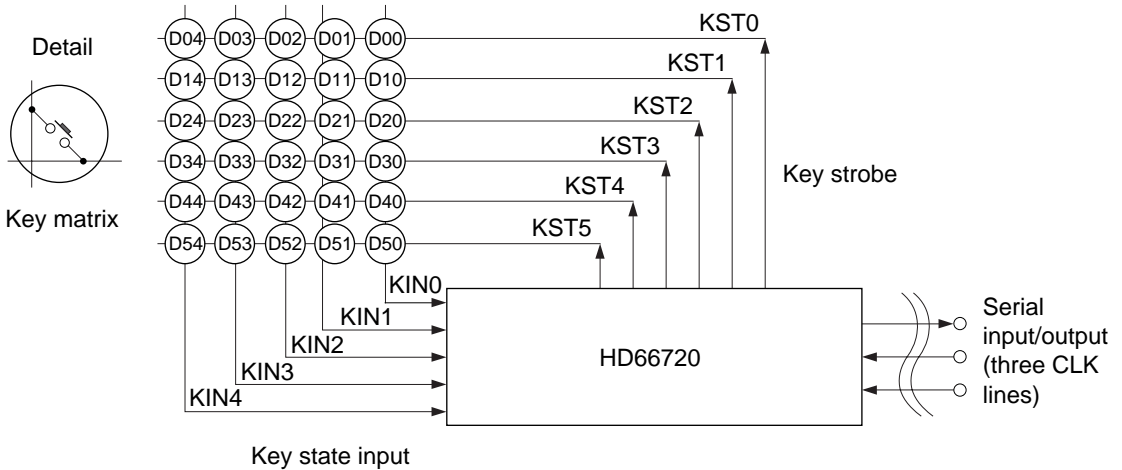 Detail
Key matrix
D04 D03 D02 D01 D00
D14 D13 D12 D11 D10
D24 D23 D22 D21 D20
D34 D33 D32 D31 D30
D44 D43 D42 D41 D40
D54 D53 D52 D51 D50
KST0
KST1
KST2
KST3
KST4
KST5
Key strobe
KIN0
KIN1
KIN2
KIN3
KIN4
HD66720
Serial
input/output
(three CLK
lines)
Key state input